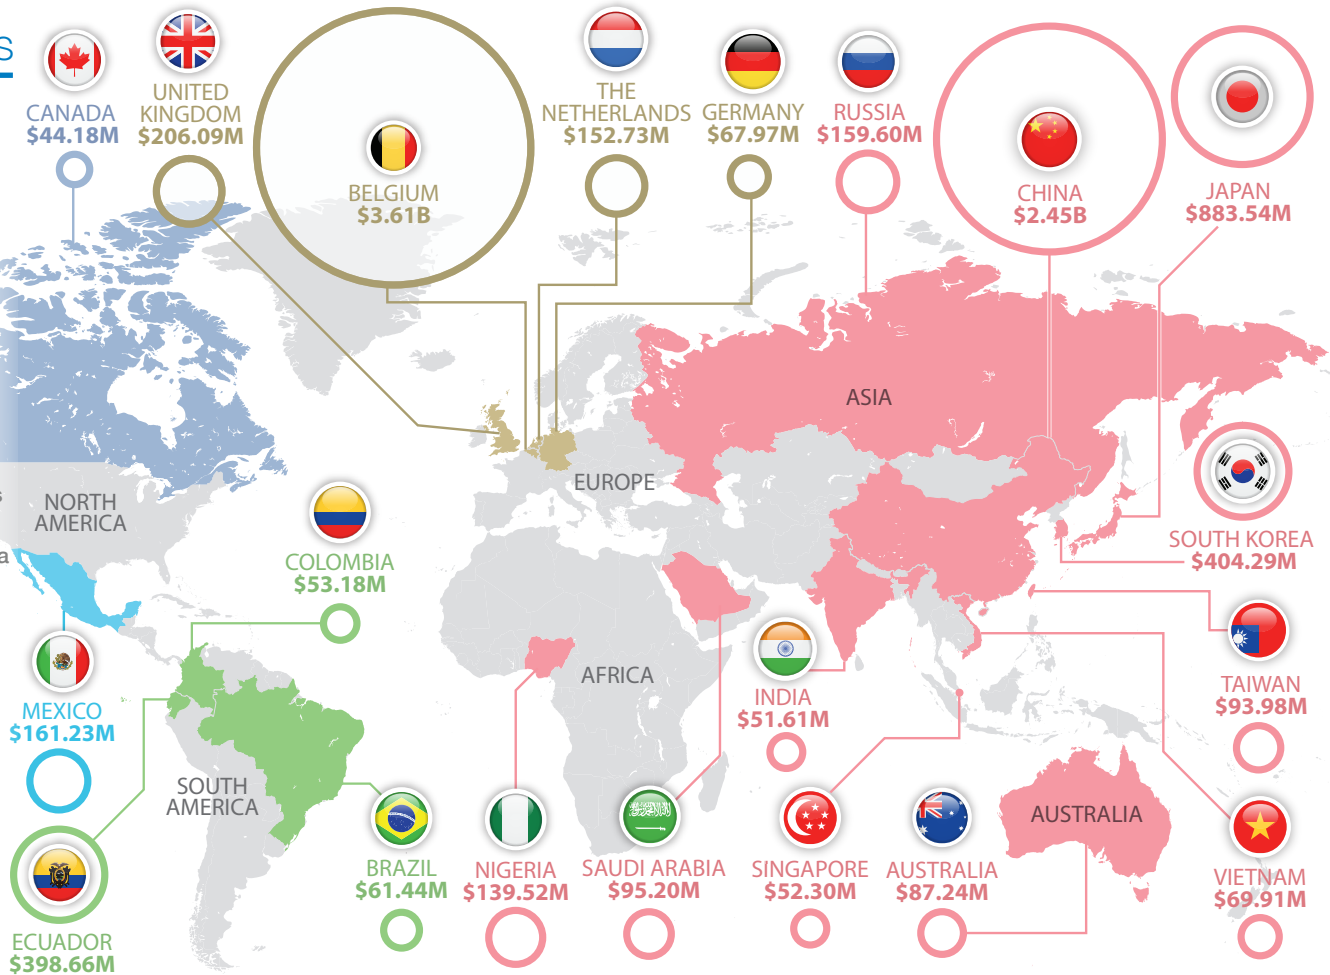 S
CANADA
$44.18M
UNITED
KINGDOM
$206.09M
BELGIUM
$3.61B
THE
NETHERLANDS
$152.73M
GERMANY
$67.97M
RUSSIA
$159.60M
CHINA
$2.45B
JAPAN
$883.54M
ASIA
EUROPE
s
NORTH
AMERICA
a
COLOMBIA
$53.18M
SOUTH KOREA
$404.29M
MEXICO
$161.23M
AFRICA
INDIA
$51.61M
TAIWAN
$93.98M
SOUTH
AMERICA
AUSTRALIA
ECUADOR
$398.66M
BRAZIL
$61.44M
NIGERIA
$139.52M
SAUDI ARABIA
$95.20M
SINGAPORE
$52.30M
AUSTRALIA
$87.24M
VIETNAM
$69.91M